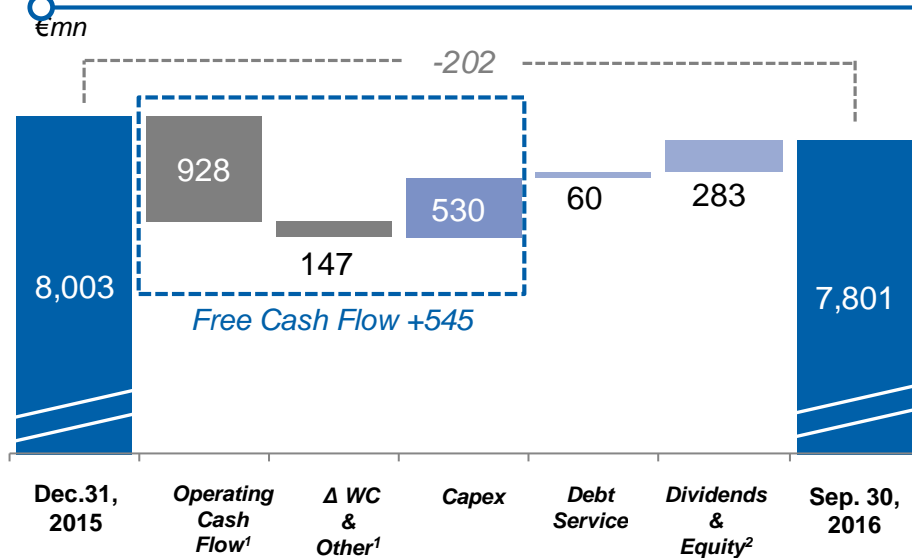 €mn
-202
928
147
530
60
283
8,003
7,801
Free Cash Flow +545
Dec.31,
2015
Operating
Cash
Flow¹
Δ WC
&
Other¹
Capex
Debt
Service
Dividends
&
Equity²
Sep. 30,
2016